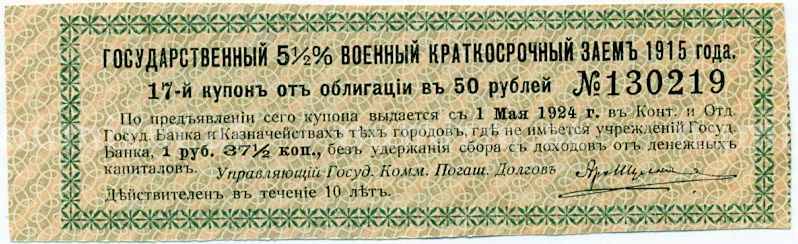 ГОСУДАРСТВЕННЫЙ 5½% ВОЕННЫЙ КРАТКОСРОЧНЫЙ ЗАЕМЪ 1915 года.
17-й купонъ отъ облигаціи въ 50 рублей №130219
По предъявленіи сего купона выдается съ 1 Мая 1924 г. въ Конт. и Отд.
Госуд. Банка и Казначействахъ тѣхъ городовъ, гдѣ не имѣется учрежденій Госуд.
Банка, 1 руб. 37½ коп., безъ удержанія сбора съ доходовъ отъ денежныхъ
капиталовъ. Управляющій Госуд. Комм. Погаш. Долговъ
Дѣйствителенъ въ теченіе 10 лѣтъ.